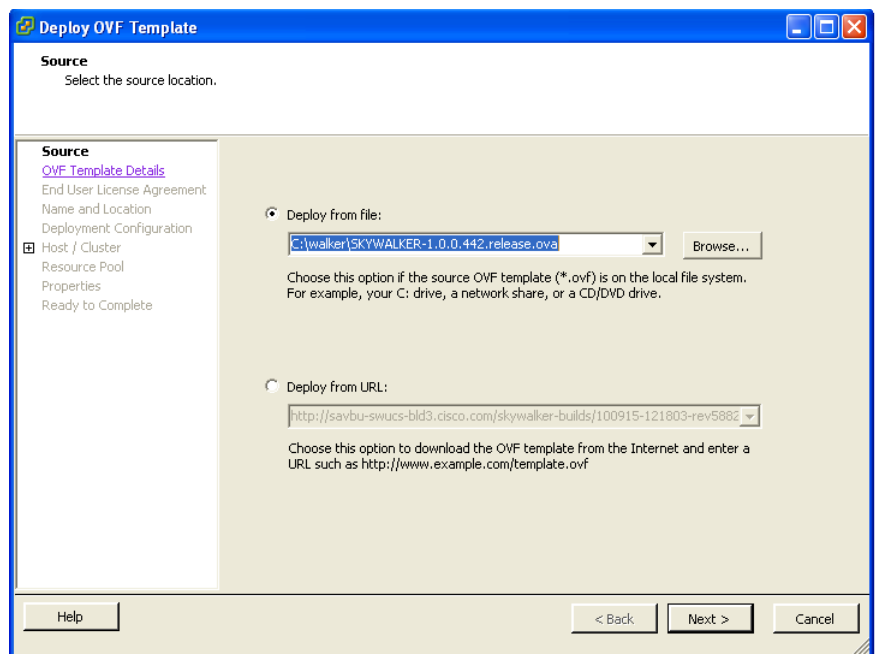 Deploy OVF Template
Source
Select the source location.
Source
OVF Template Details
End User License Agreement
Name and Location
Deployment Configuration
Host / Cluster
Resource Pool
Properties
Ready to Complete
Deploy from file:
C:\walker\SKYWALKER-1.0.0.442.release.ova
Browse...
Choose this option if the source OVF template (*.ovf) is on the local file system.
For example, your C: drive, a network share, or a CD/DVD drive.
Deploy from URL:
http://savbu-swucs-bld3.cisco.com/skywalker-builds/100915-121803-rev5882
Choose this option to download the OVF template from the Internet and enter a
URL such as http://www.example.com/template.ovf
Help
< Back
Next >
Cancel